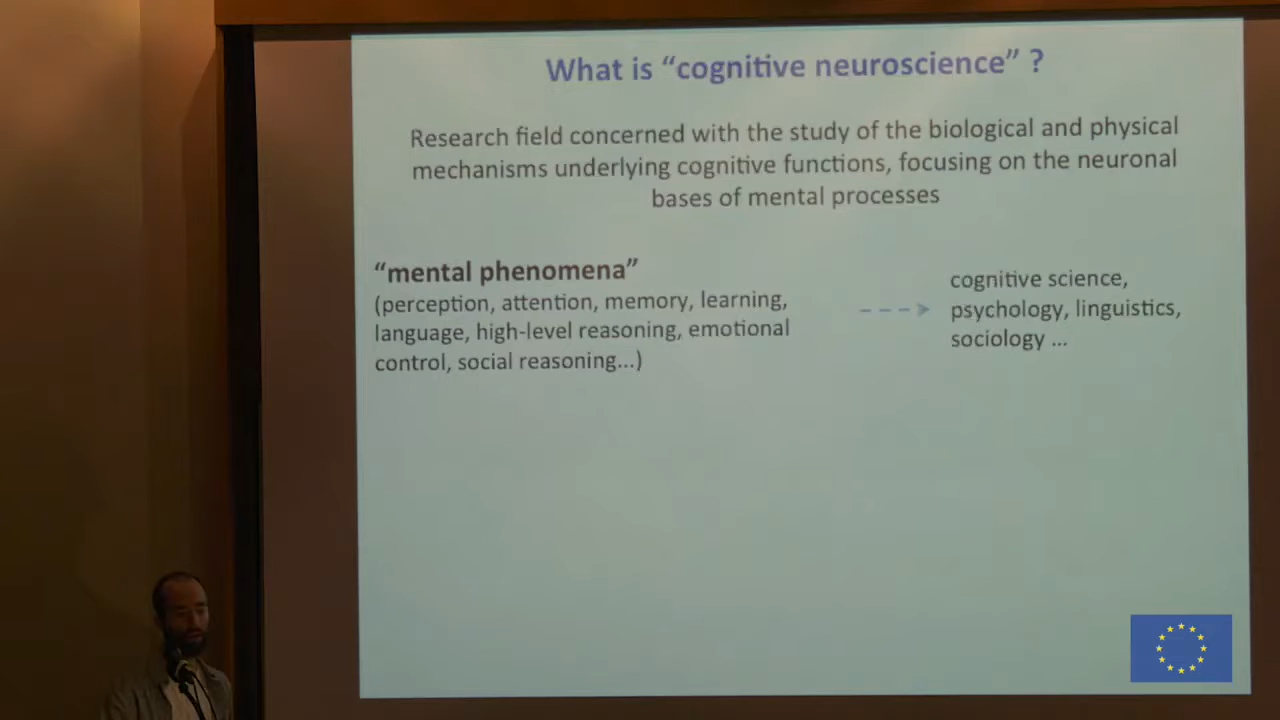 What is “cognitive neuroscience” ?
Research field concerned with the study of the biological and physical
mechanisms underlying cognitive functions, focusing on the neuronal
bases of mental processes
“mental phenomena”
(perception, attention, memory, learning,
language, high-level reasoning, emotional
control, social reasoning...)
cognitive science,
psychology, linguistics,
sociology ...